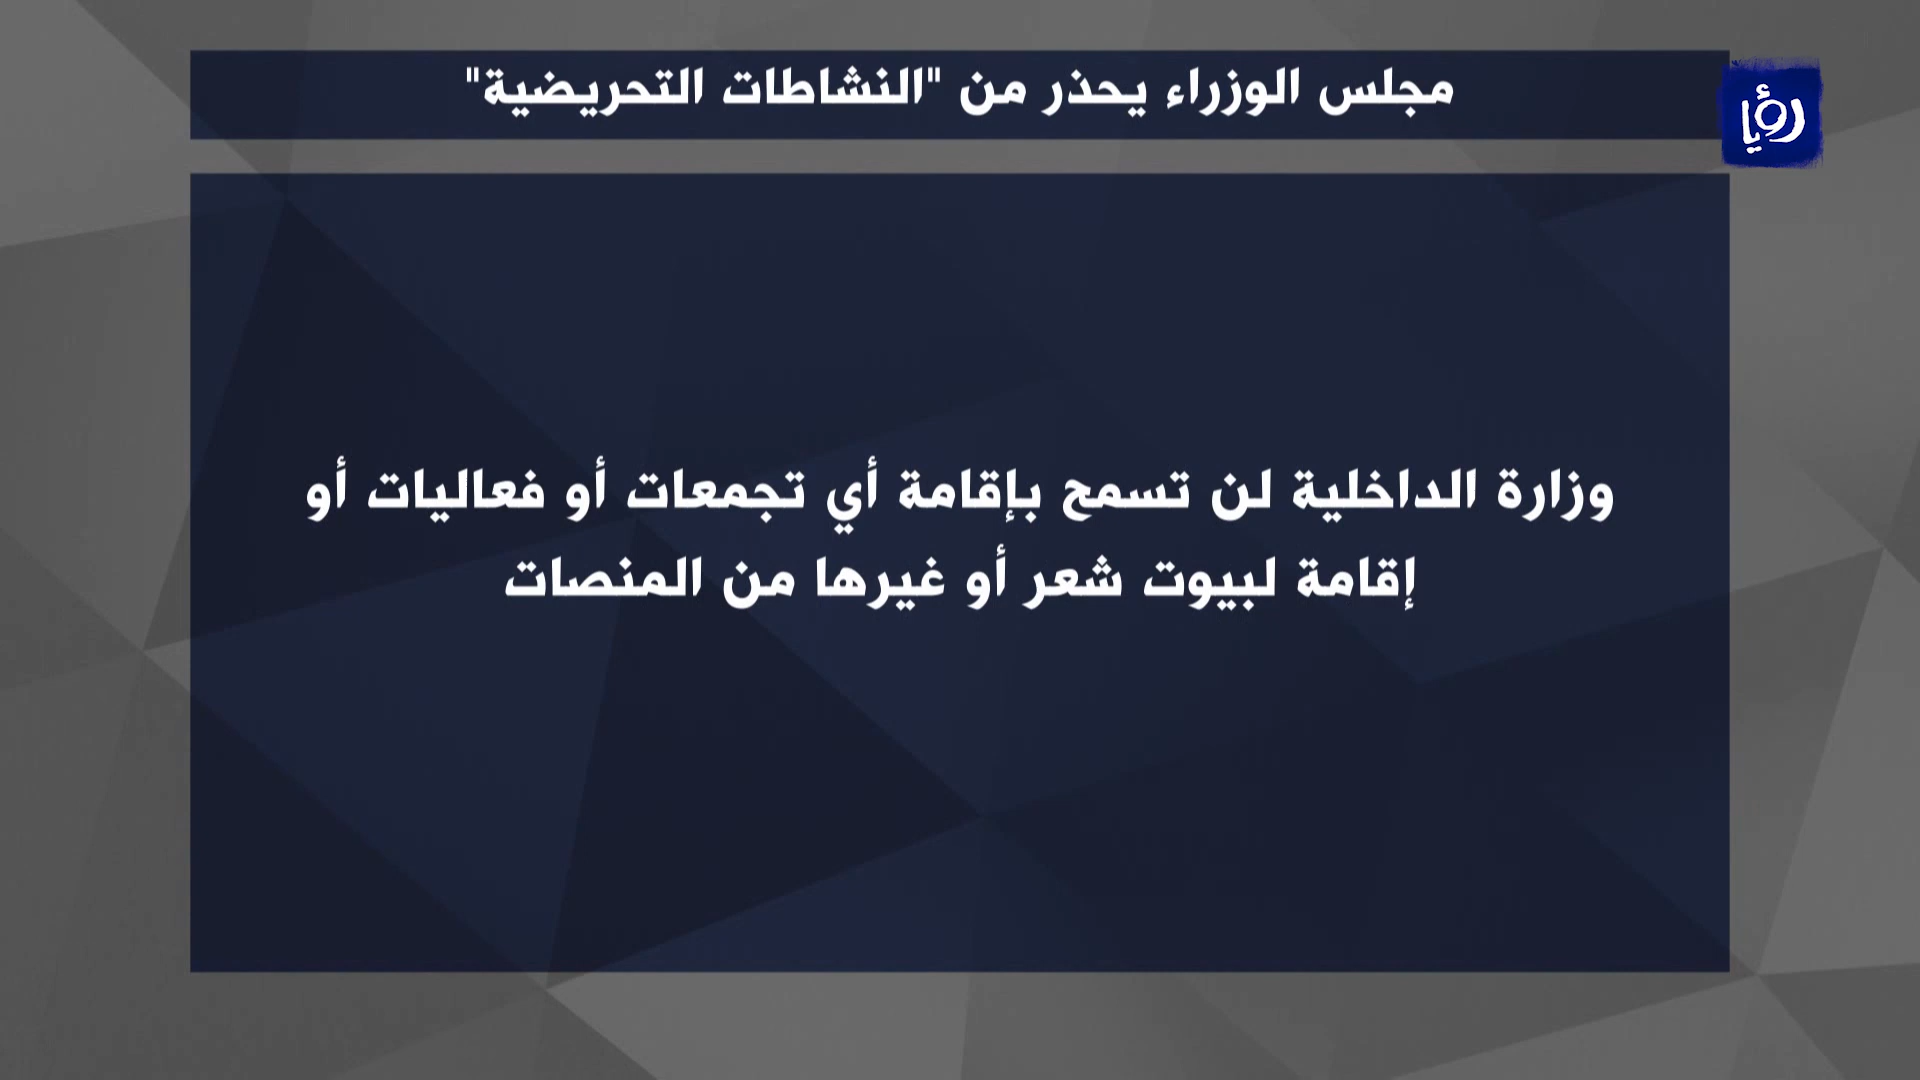 مجلس الوزراء يحذر من "النشاطات التحريضية"
رؤيا
وزارة الداخلية لن تسمح بإقامة أي تجمعات أو فعاليات أو
إقامة لبيوت شعر أو غيرها من المنصات